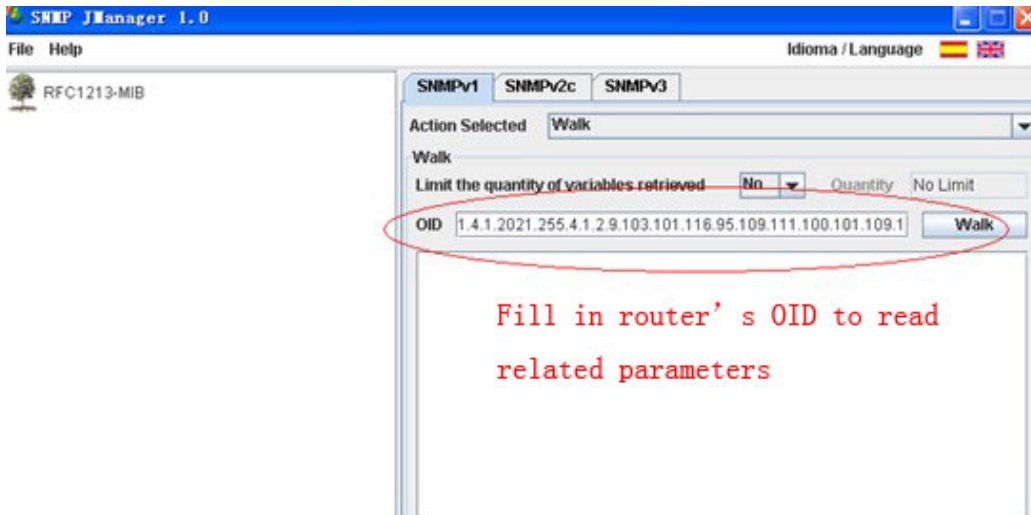 SNMP JManager 1.0
File Help
Idioma / Language
RFC1213-MIB
SNMPv1 SNMPv2c SNMPv3
Action Selected Walk
Walk
Limit the quantity of variables retrieved No Quantity No Limit
OID 1.4.1.2021.255.4.1.2.9.103.101.116.95.109.111.100.101.109.1 Walk
Fill in router’s OID to read
related parameters